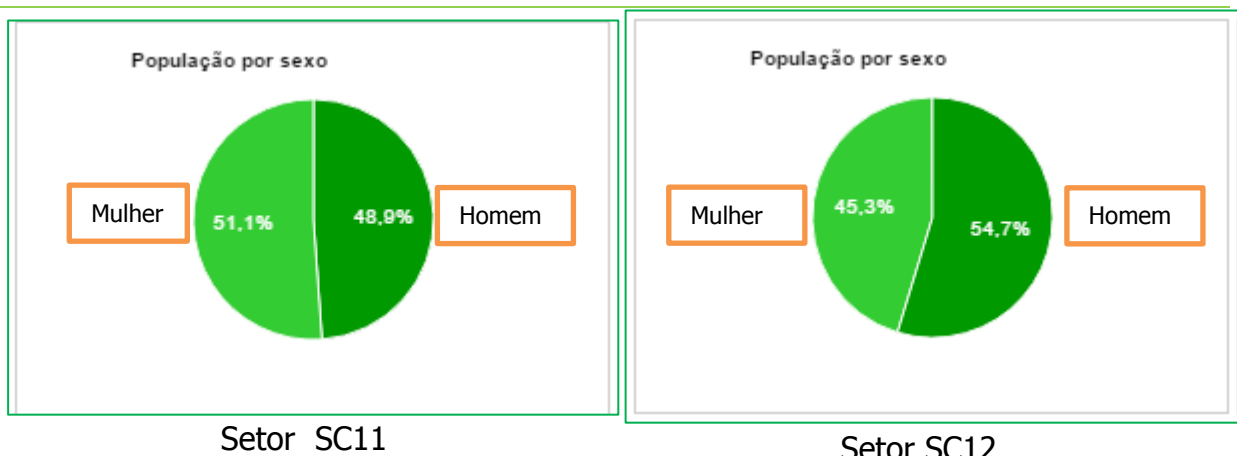 População por sexo
Mulher
51,1%
48,9%
Homem
Setor SC11
População por sexo
Mulher
45,3%
54,7%
Homem
Setor SC12